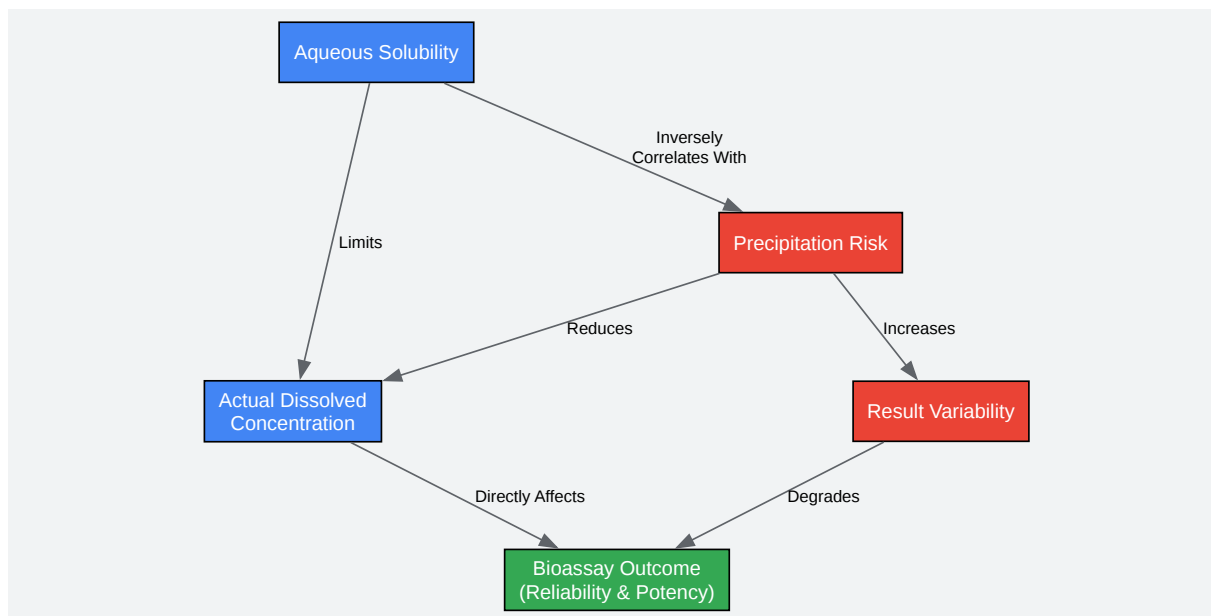 Aqueous Solubility
Inversely
Correlates With
Precipitation Risk
Limits
Reduces
Increases
Actual Dissolved
Concentration
Result Variability
Directly Affects
Degrades
Bioassay Outcome
(Reliability & Potency)